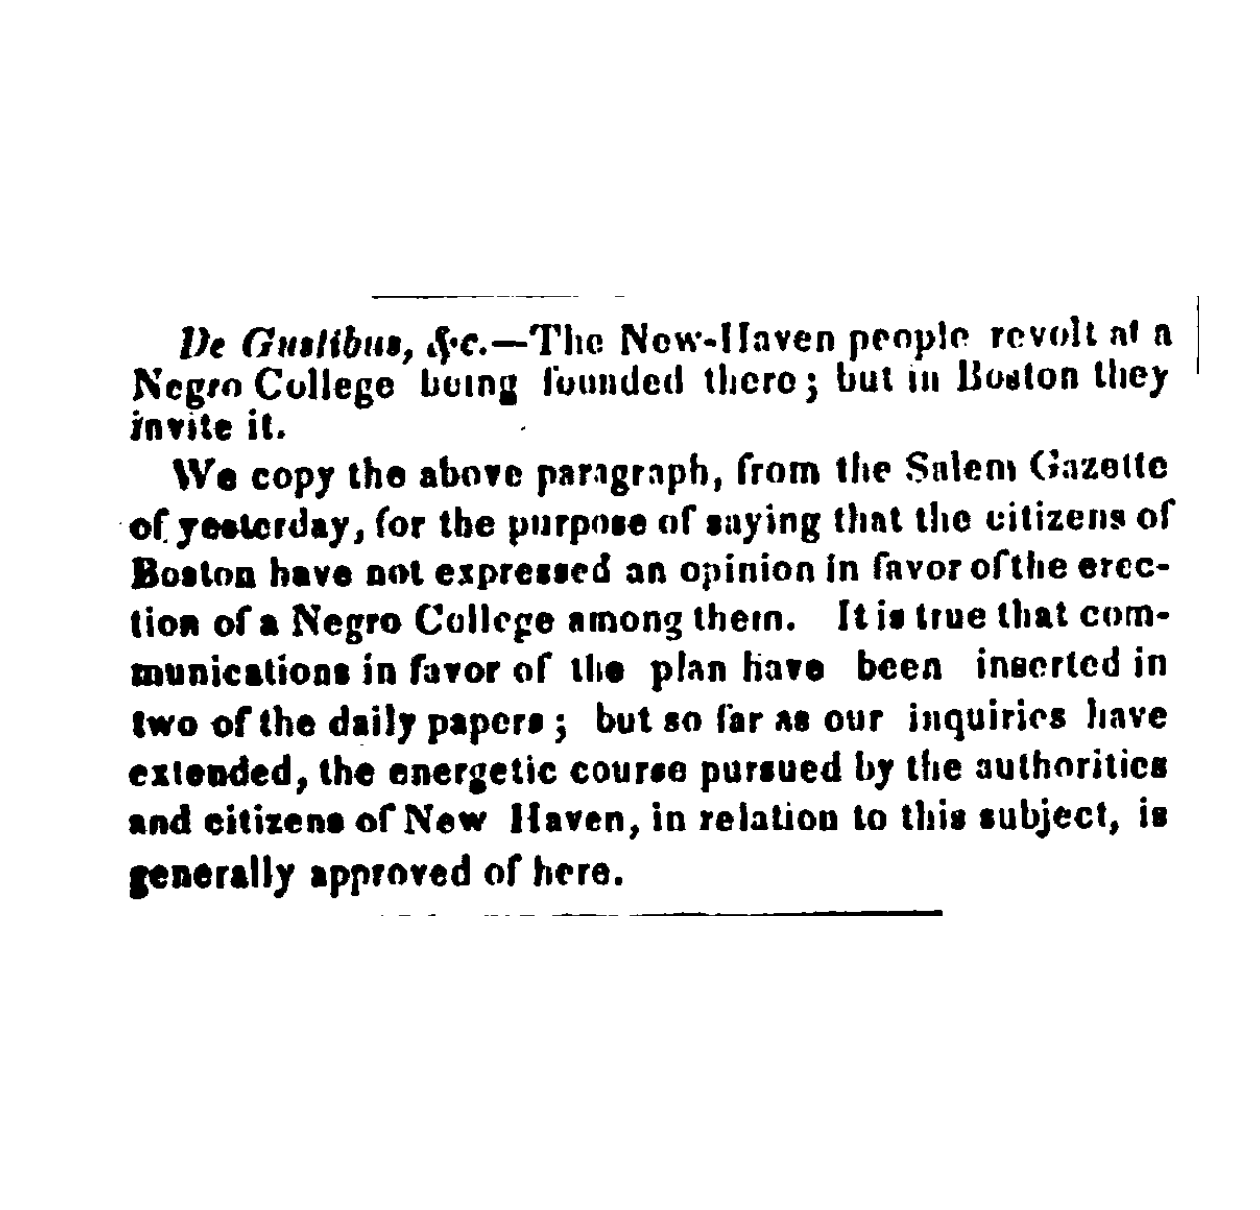 De Gustibus, &c.—The New-Haven people revolt at a
Negro College being founded there; but in Boston they
invite it.
We copy the above paragraph, from the Salem Gazette
of yesterday, for the purpose of saying that the citizens of
Boston have not expressed an opinion in favor of the erec-
tion of a Negro College among them. It is true that com-
munications in favor of the plan have been inserted in
two of the daily papers; but so far as our inquiries have
extended, the energetic course pursued by the authorities
and citizens of New Haven, in relation to this subject, is
generally approved of here.